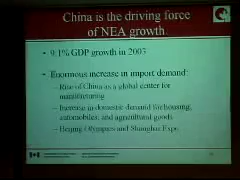 China is the driving force
of NEA growth
• 9.1% GDP growth in 2003
• Enormous increase in import demand:
– Rise of China as a global center for
manufacturing
– Increase in domestic demand for housing,
automobiles, and agricultural goods
– Beijing Olympics and Shanghai Expo